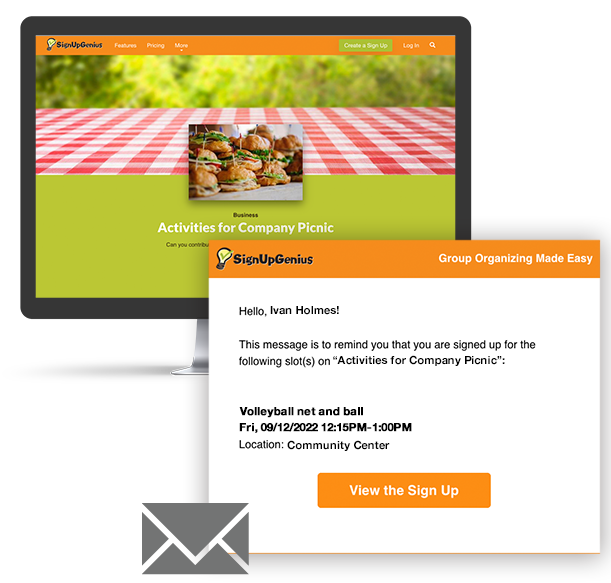 SignUpGenius Features Pricing More Create a Sign Up Log In
Business
Activities for Company Picnic
Can you contribu
SignUpGenius Group Organizing Made Easy
Hello, Ivan Holmes!
This message is to remind you that you are signed up for the
following slot(s) on “Activities for Company Picnic”:
Volleyball net and ball
Fri, 09/12/2022 12:15PM-1:00PM
Location: Community Center
View the Sign Up